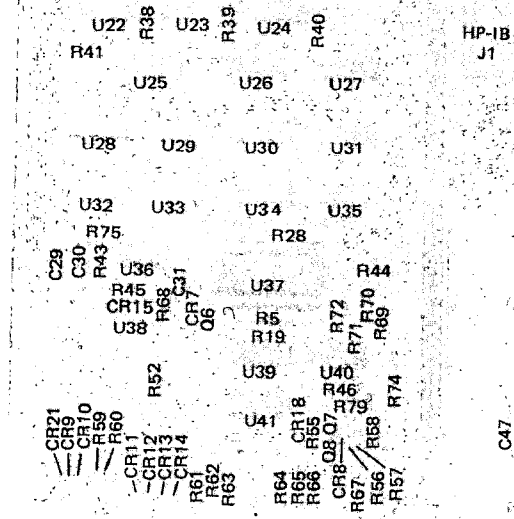 U22 R38 U23 R39 U24 R40
HP-IB
J1
R41
U25 U26 U27
U28 U29 U30 U31
U32 U33 U34 U35
R75 R28
C29 C30 R43 U36 C31 U37 R44
R45
CR15 R68 CR7 Q6 R5 R72 R71 R70 R69
U38 R19
R52 U39 U40
R46 R74
R79
U41 CR18 R55 Q8 Q7 R58
CR21 CR9 CR10 R59 R60 C47
CR11 CR12 CR13 CR14
R61 R62 R63 R64 R65 R66 CR8 R67 R56 R57